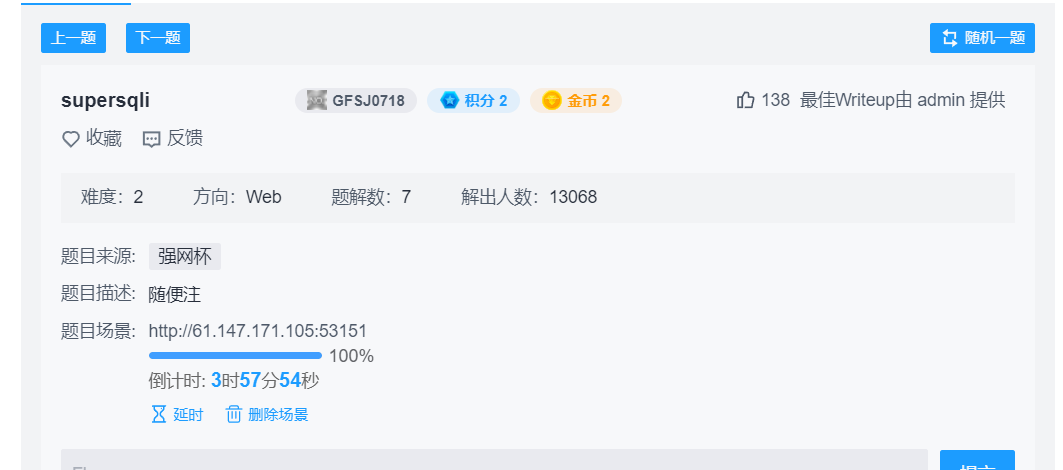 上一题 下一题 随机一题
supersqli GFSJ0718 积分 2 金币 2 138 最佳Writeup由 admin 提供
收藏 反馈
难度：2 方向：Web 题解数：7 解出人数：13068
题目来源: 强网杯
题目描述: 随便注
题目场景: http://61.147.171.105:53151
100%
倒计时: 3时57分54秒
延时 删除场景